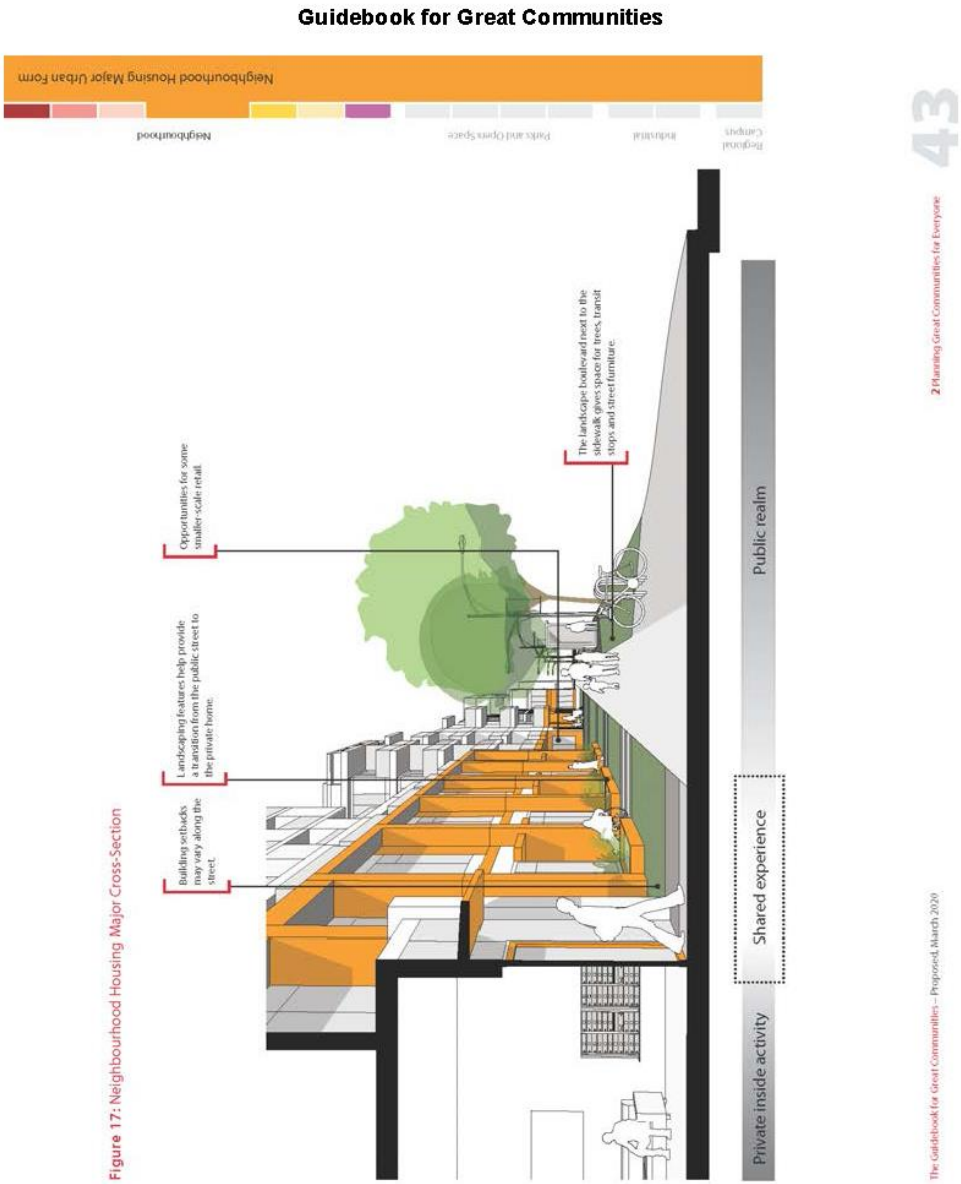 Guidebook for Great Communities
Neighbourhood Housing Major Urban Form
Neighbourhood
Parks and Open Space
Industrial
Regional
Campus
Figure 17: Neighbourhood Housing Major Cross-Section
Building setbacks
may vary along the
street.
Landscaping features help provide
a transition from the public street to
the private home.
Opportunities for some
smaller-scale retail.
The landscape boulevard next to the
sidewalk gives space for trees, transit
stops and street furniture.
Private inside activity
Shared experience
Public realm
The Guidebook for Great Communities – Proposed, March 2020
2 Planning Great Communities for Everyone
43